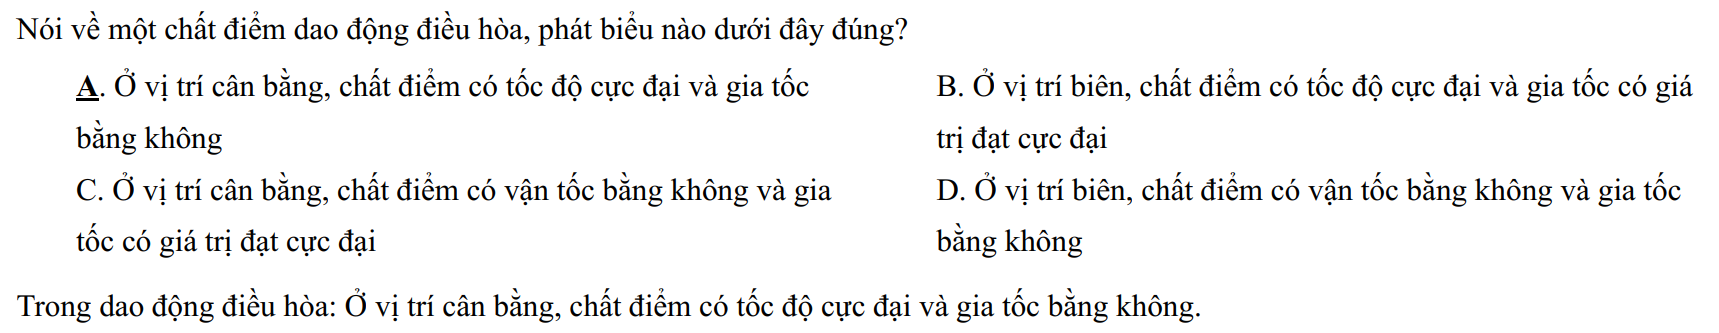 Nói về một chất điểm dao động điều hòa, phát biểu nào dưới đây đúng?
A. Ở vị trí cân bằng, chất điểm có tốc độ cực đại và gia tốc
bằng không
B. Ở vị trí biên, chất điểm có tốc độ cực đại và gia tốc có giá
trị đạt cực đại
C. Ở vị trí cân bằng, chất điểm có vận tốc bằng không và gia
tốc có giá trị đạt cực đại
D. Ở vị trí biên, chất điểm có vận tốc bằng không và gia tốc
bằng không
Trong dao động điều hòa: Ở vị trí cân bằng, chất điểm có tốc độ cực đại và gia tốc bằng không.